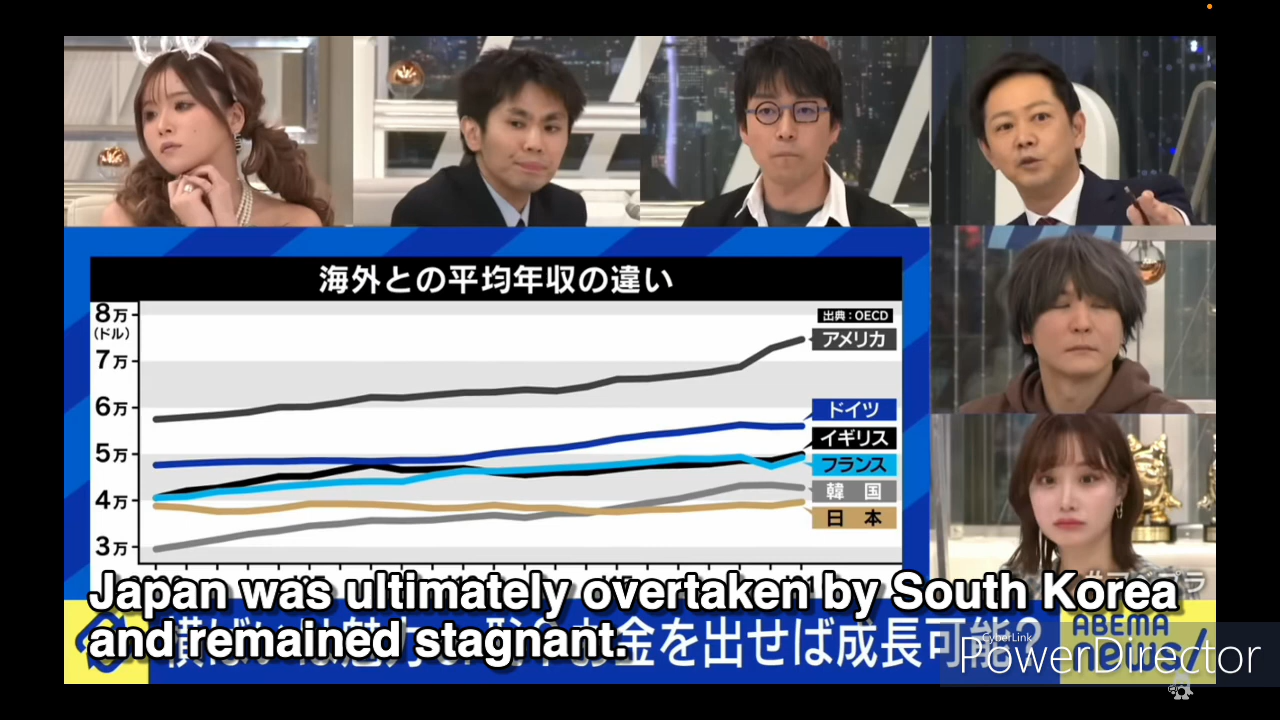 海外との平均年収の違い
8万
(ドル)
7万
6万
5万
4万
3万
出典:OECD
アメリカ
ドイツ
イギリス
フランス
韓国
日本
Japan was ultimately overtaken by South Korea
and remained stagnant.
金を出せば成長可能?
ABEMA
news/
CyberLink
PowerDirector